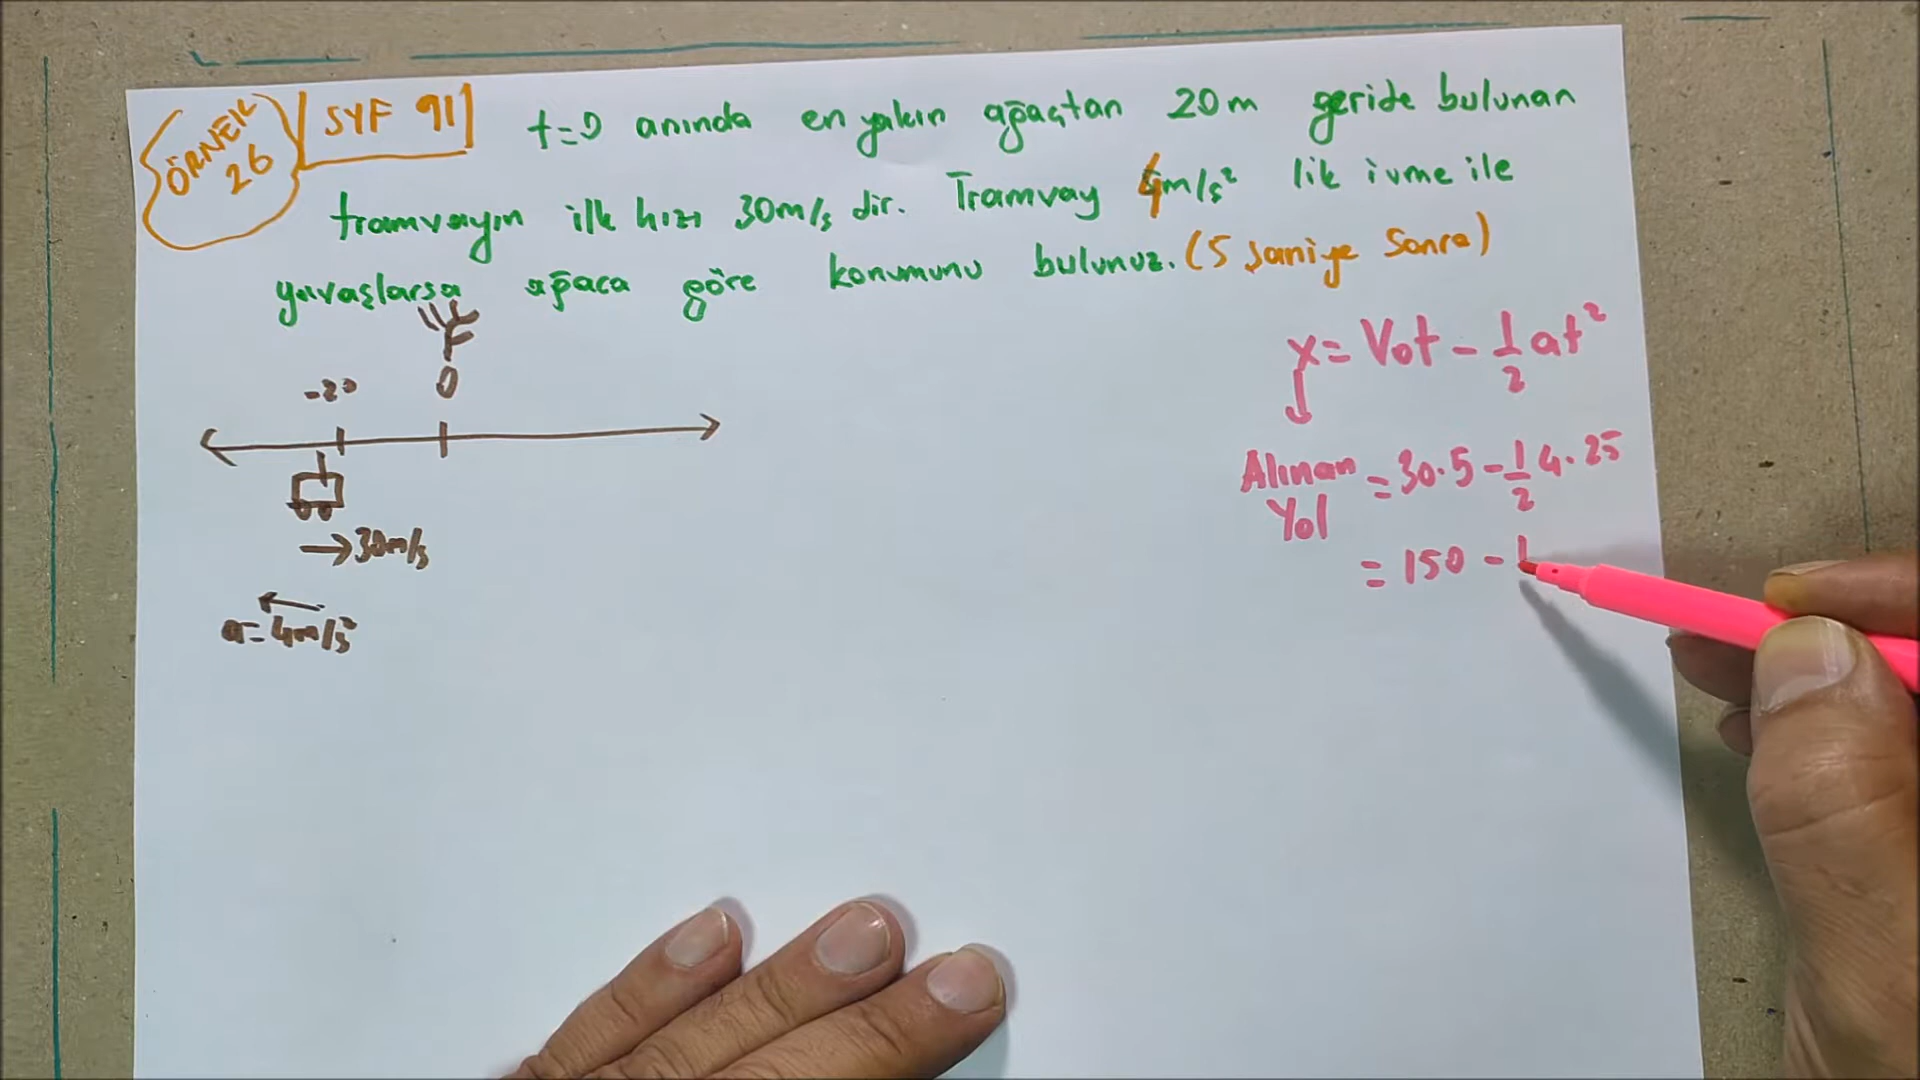 ÖRNEK 26 SYF 91 t=0 anında en yakın ağaçtan 20m geride bulunan
tramvayın ilk hızı 30m/s dir. Tramvay 4m/s² lik ivme ile
yavaşlarsa ağaca göre konumunu bulunuz. (5 saniye sonra)
-20 0
→30m/s
a=4m/s²
x = V₀t - 1/2 at²
Alınan Yol = 30.5 - 1/2 4.25
= 150 - 1